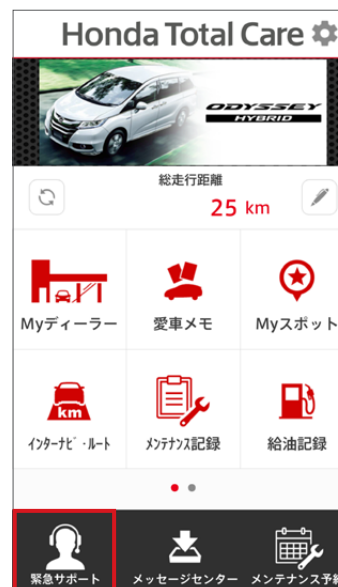 Honda Total Care
ODYSSEY
HYBRID
総走行距離
25 km
Myディーラー
愛車メモ
Myスポット
km
インターナビ・ルート
メンテナンス記録
給油記録
緊急サポート
メッセージセンター
メンテナンス予約